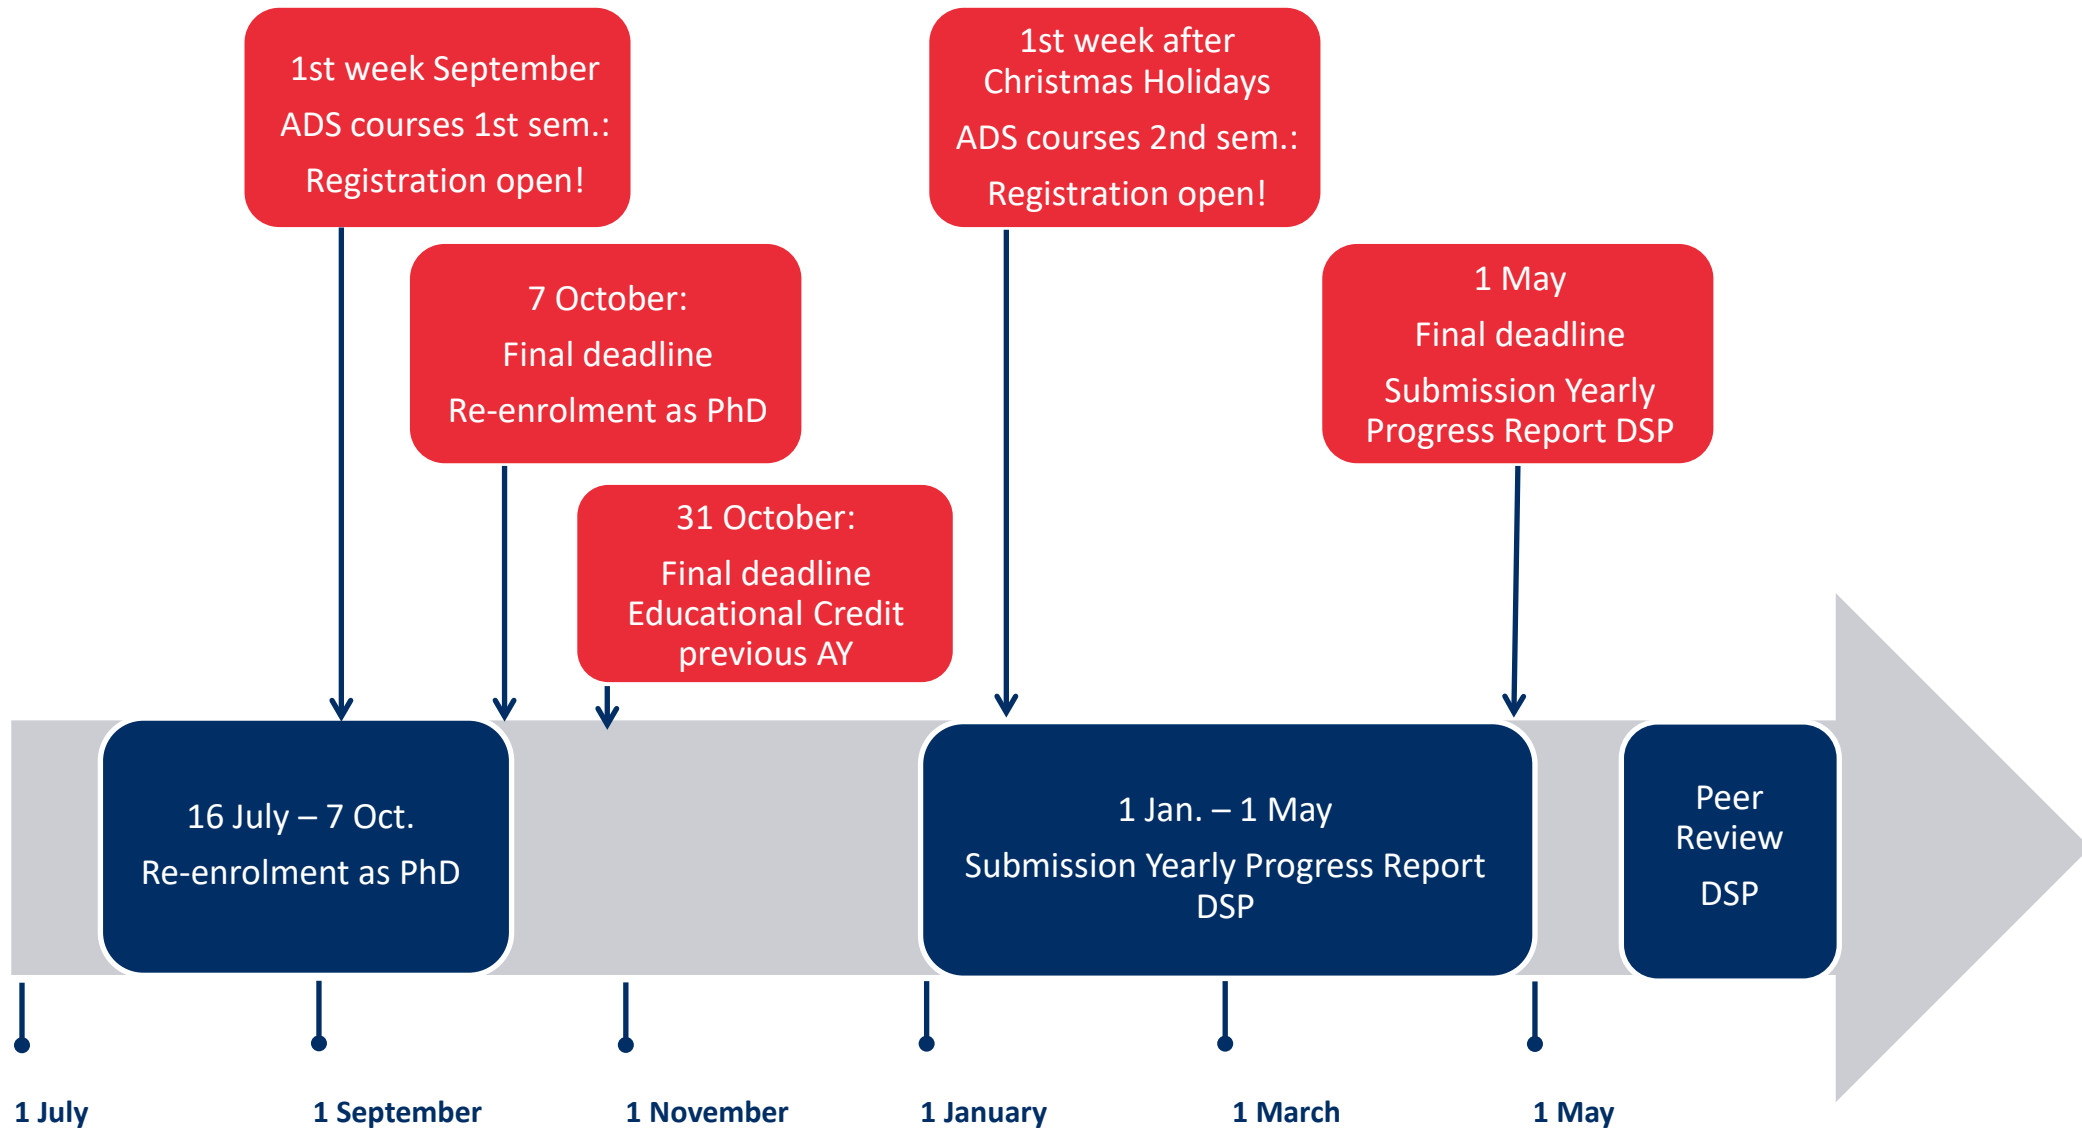 1st week September
ADS courses 1st sem.:
Registration open!
1st week after
Christmas Holidays
ADS courses 2nd sem.:
Registration open!
7 October:
Final deadline
Re-enrolment as PhD
1 May
Final deadline
Submission Yearly
Progress Report DSP
31 October:
Final deadline
Educational Credit
previous AY
16 July – 7 Oct.
Re-enrolment as PhD
1 Jan. – 1 May
Submission Yearly Progress Report
DSP
Peer
Review
DSP
1 July
1 September
1 November
1 January
1 March
1 May